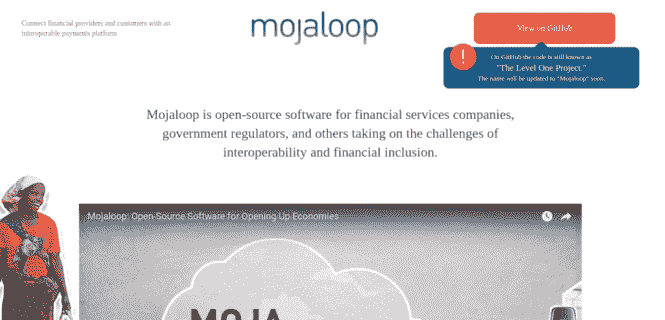 Connect financial providers and customers with an
interoperable payments platform
mojaloop
View on GitHub
!
On GitHub the code is still known as
"The Level One Project."
The name will be updated to "Mojaloop" soon.
Mojaloop is open-source software for financial services companies,
government regulators, and others taking on the challenges of
interoperability and financial inclusion.
Mojaloop: Open-Source Software for Opening Up Economies
MOJA